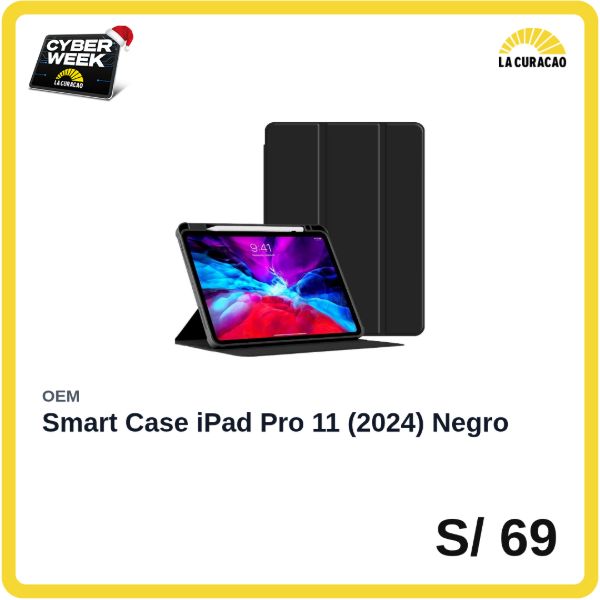 CYBER
WEEK
LA CURACAO
LA CURACAO
9:41
OEM
Smart Case iPad Pro 11 (2024) Negro
S/ 69